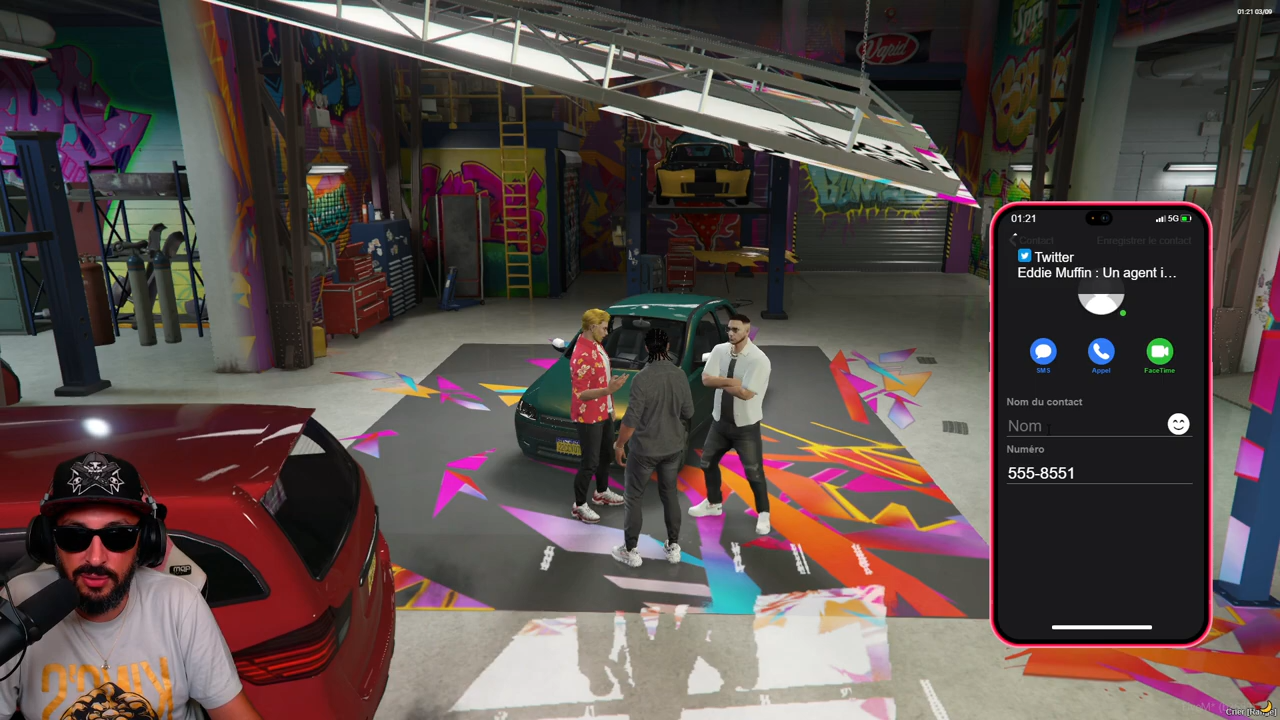 01:21 03/09
Vapid
01:21
5G
Contact
Enregistrer le contact
Twitter
Eddie Muffin : Un agent i…
SMS
Appel
FaceTime
Nom du contact
Nom
Numéro
555-8551